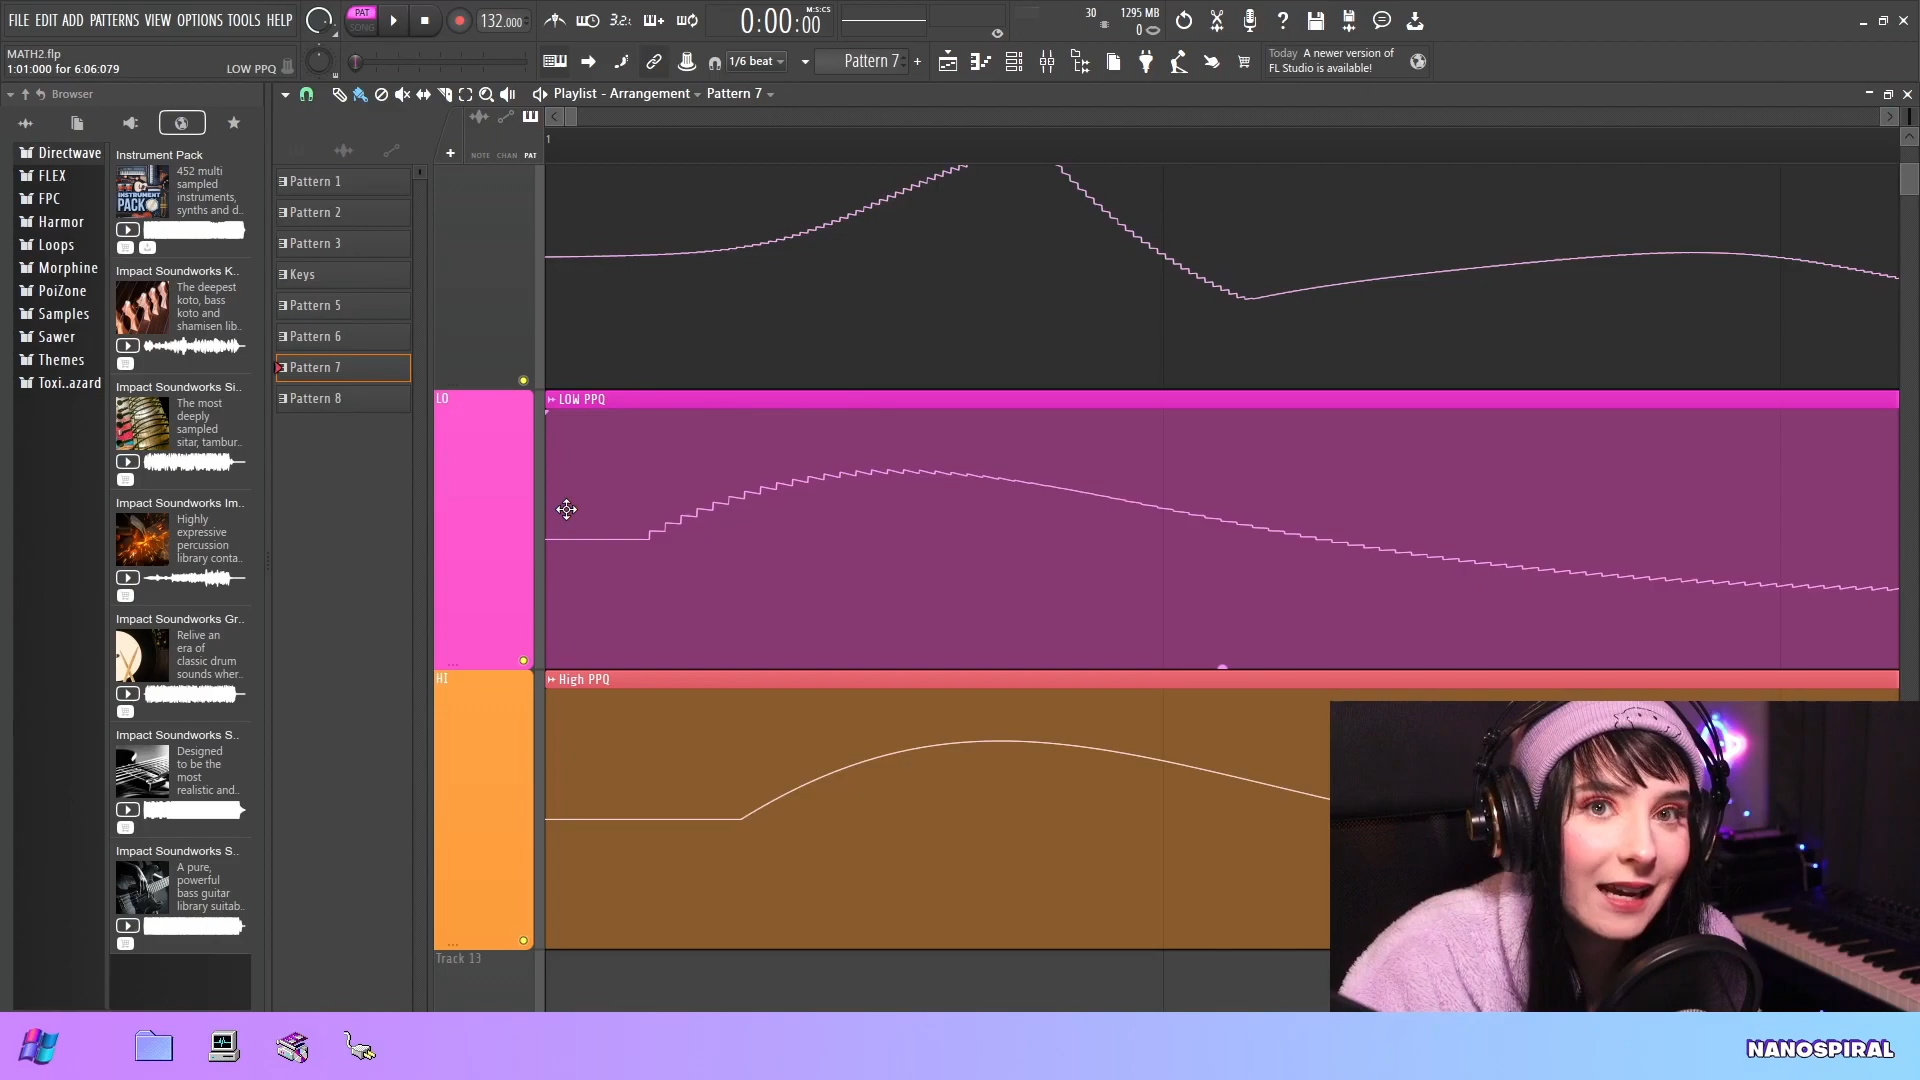 FILE EDIT ADD PATTERNS VIEW OPTIONS TOOLS HELP
PAT
SONG
132.000
3.2.
0:00:00
M:S:CS
30
1295 MB
0
MATH2.flp
1:01:000 for 6:06:079
LOW PPQ
1/6 beat
Pattern 7
+
Today A newer version of
FL Studio is available!
Browser
Playlist - Arrangement
Pattern 7
Directwave
FLEX
FPC
Harmor
Loops
Morphine
PoiZone
Samples
Sawer
Themes
Toxi..azard
Instrument Pack
452 multi
sampled
instruments,
synths and d..
INSTRUMENT
PACK
Impact Soundworks K..
The deepest
koto, bass
koto and
shamisen lib..
Impact Soundworks Si..
The most
deeply
sampled
sitar, tambur..
Impact Soundworks Im..
Highly
expressive
percussion
library conta..
Impact Soundworks Gr..
Relive an
era of
classic drum
sounds wher..
Impact Soundworks S..
Designed
to be the
most
realistic and..
Impact Soundworks S..
A pure,
powerful
bass guitar
library suitab..
Pattern 1
Pattern 2
Pattern 3
Keys
Pattern 5
Pattern 6
Pattern 7
Pattern 8
+
NOTE CHAN PAT
1
LO
LOW PPQ
HI
High PPQ
Track 13
NANOSPIRAL